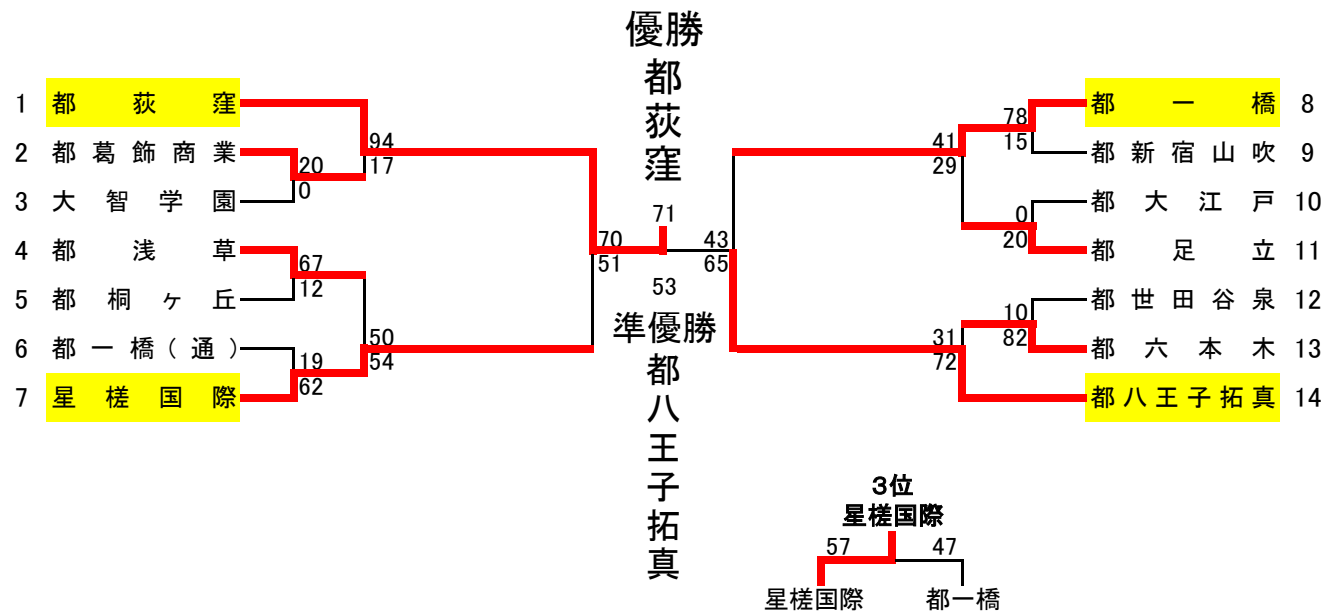 優勝
都荻窪
1 都荻窪
2 都葛飾商業
3 大智学園
4 都浅草
5 都桐ヶ丘
6 都一橋(通)
7 星槎国際
94
17
20
0
67
12
50
54
19
62
70
51
71
53
43
65
準優勝
都八王子拓真
都一橋 8
都新宿山吹 9
都大江戸 10
都足立 11
都世田谷泉 12
都六本木 13
都八王子拓真 14
78
15
41
29
0
20
10
82
31
72
3位
星槎国際
57 47
星槎国際 都一橋